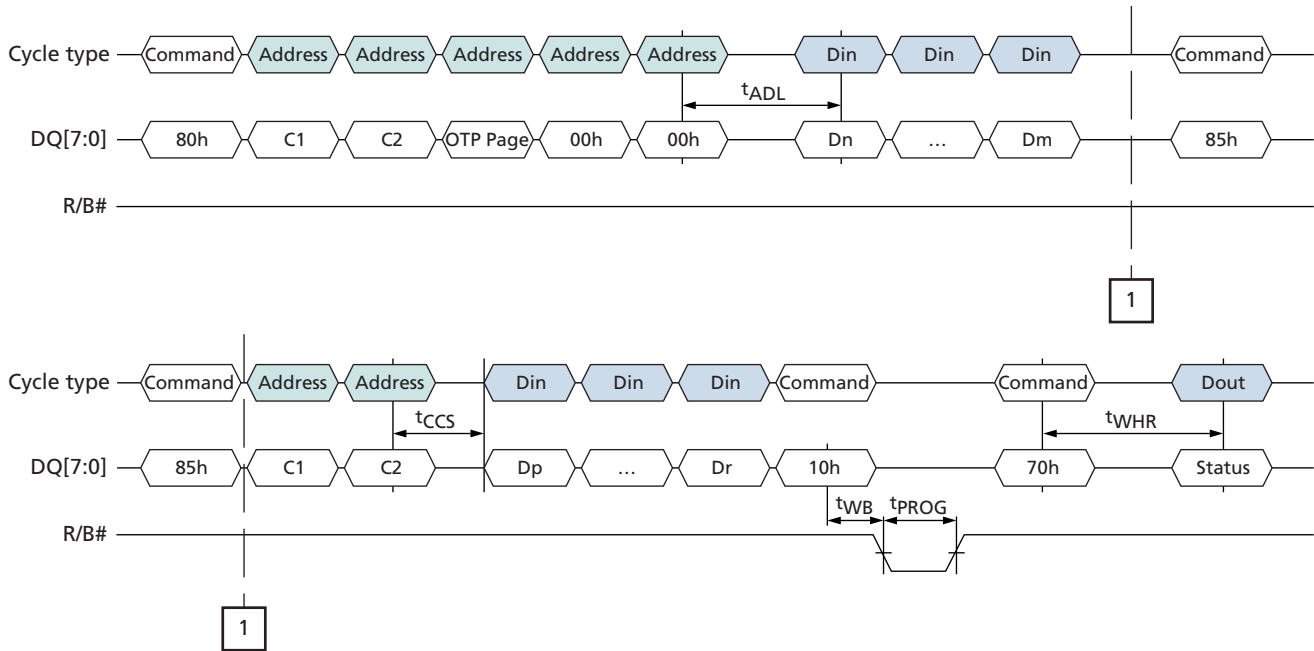 Cycle type Command Address Address Address Address Address Din Din Din Command
tADL
DQ[7:0] 80h C1 C2 OTP Page 00h 00h Dn … Dm 85h
R/B#
1
Cycle type Command Address Address Din Din Din Command Command Dout
tCCS tWHR
DQ[7:0] 85h C1 C2 Dp … Dr 10h 70h Status
tWB tPROG
R/B#
1